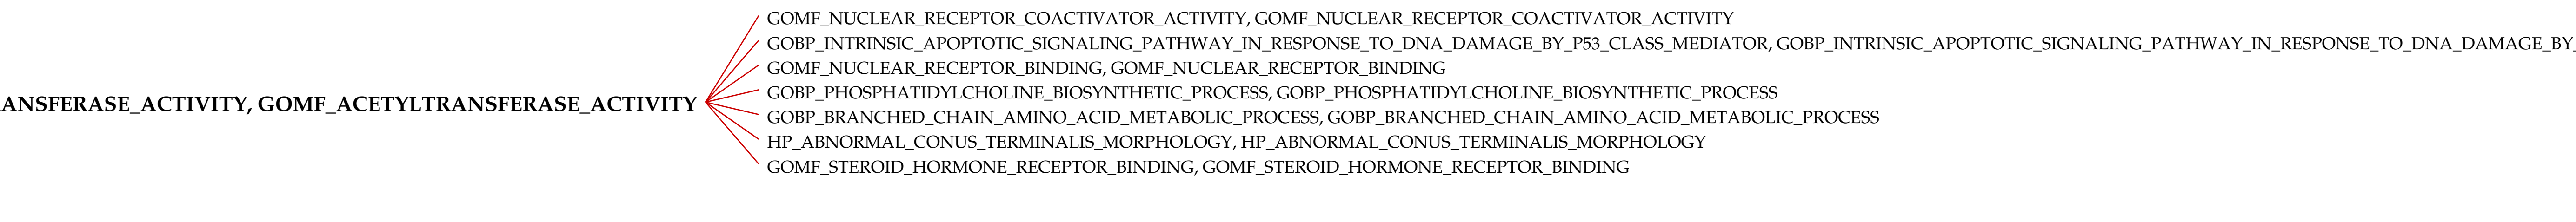 GOMF_NUCLEAR_RECEPTOR_COACTIVATOR_ACTIVITY, GOMF_NUCLEAR_RECEPTOR_COACTIVATOR_ACTIVITY
GOBP_INTRINSIC_APOPTOTIC_SIGNALING_PATHWAY_IN_RESPONSE_TO_DNA_DAMAGE_BY_P53_CLASS_MEDIATOR, GOBP_INTRINSIC_APOPTOTIC_SIGNALING_PATHWAY_IN_RESPONSE_TO_DNA_DAMAGE_BY_
GOMF_NUCLEAR_RECEPTOR_BINDING, GOMF_NUCLEAR_RECEPTOR_BINDING
GOBP_PHOSPHATIDYLCHOLINE_BIOSYNTHETIC_PROCESS, GOBP_PHOSPHATIDYLCHOLINE_BIOSYNTHETIC_PROCESS
ANSFERASE_ACTIVITY, GOMF_ACETYLTRANSFERASE_ACTIVITY
GOBP_BRANCHED_CHAIN_AMINO_ACID_METABOLIC_PROCESS, GOBP_BRANCHED_CHAIN_AMINO_ACID_METABOLIC_PROCESS
HP_ABNORMAL_CONUS_TERMINALIS_MORPHOLOGY, HP_ABNORMAL_CONUS_TERMINALIS_MORPHOLOGY
GOMF_STEROID_HORMONE_RECEPTOR_BINDING, GOMF_STEROID_HORMONE_RECEPTOR_BINDING